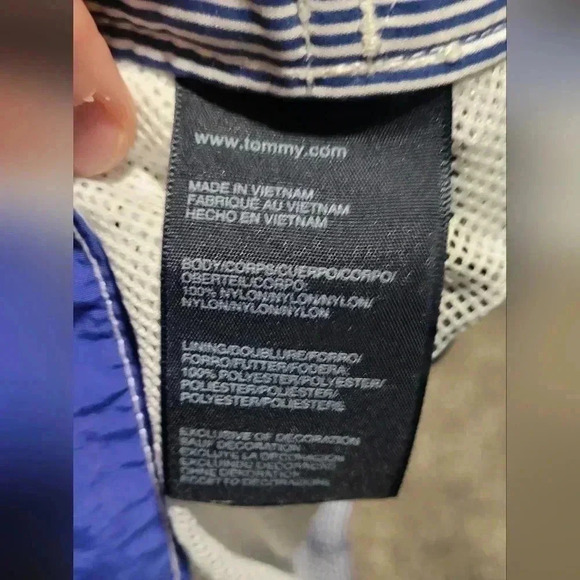 www.tommy.com
MADE IN VIETNAM
FABRIQUÉ AU VIETNAM
HECHO EN VIETNAM
BODY/CORPS/CUERPO/CORPO/
OBERTEIL/CORPO:
100% NYLON/NYLON/NYLON/
NYLON/NYLON/NYLON
LINING/DOUBLURE/FORRO/
FORRO/FUTTER/FODERA:
100% POLYESTER/POLYESTER/
POLIÉSTER/POLIÉSTER/
POLYESTER/POLIESTERE
EXCLUSIVE OF DECORATION
SAUF DÉCORATION
EXCLUYE LA DECORACIÓN
EXCLUINDO DECORAÇÃO
OHNE DEKORATION
ECCETTO DECORAZIONI